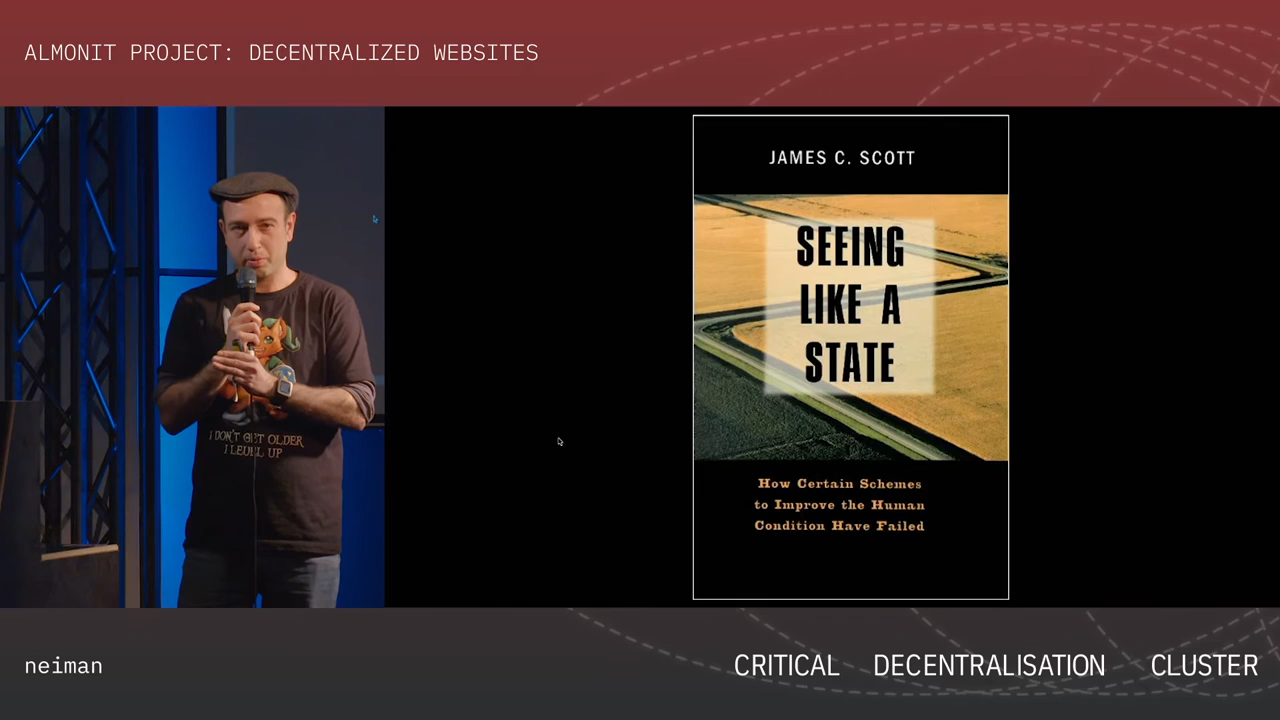 ALMONIT PROJECT: DECENTRALIZED WEBSITES
JAMES C. SCOTT
SEEING
LIKE A
STATE
How Certain Schemes
to Improve the Human
Condition Have Failed
I DON'T GET OLDER
I LEVEL UP
neiman
CRITICAL DECENTRALISATION CLUSTER